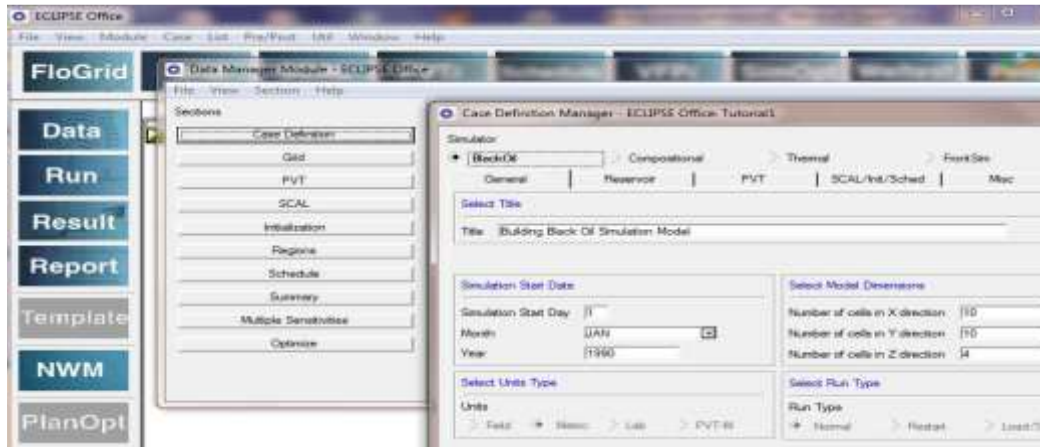 ECLIPSE Office
File View Module Case List Pre/Post Util Window Help
FloGrid
Data
Run
Result
Report
Template
NWM
PlanOpt
Data Manager Module - ECLIPSE Office
File View Section Help
Sections
Case Definition
Grid
PVT
SCAL
Initialization
Regions
Schedule
Summary
Multiple Sensitivities
Optimize
Case Definition Manager - ECLIPSE Office Tutorial1
Simulator
BlackOil Compositional Thermal FrontSim
General Reservoir PVT SCAL/Init/Sched Misc
Select Title
Title Building Black Oil Simulation Model
Simulation Start Date
Simulation Start Day 1
Month JAN
Year 1990
Select Model Dimensions
Number of cells in X direction 10
Number of cells in Y direction 10
Number of cells in Z direction 4
Select Units Type
Units
Field Metric Lab PVT-M
Select Run Type
Run Type
Normal Restart